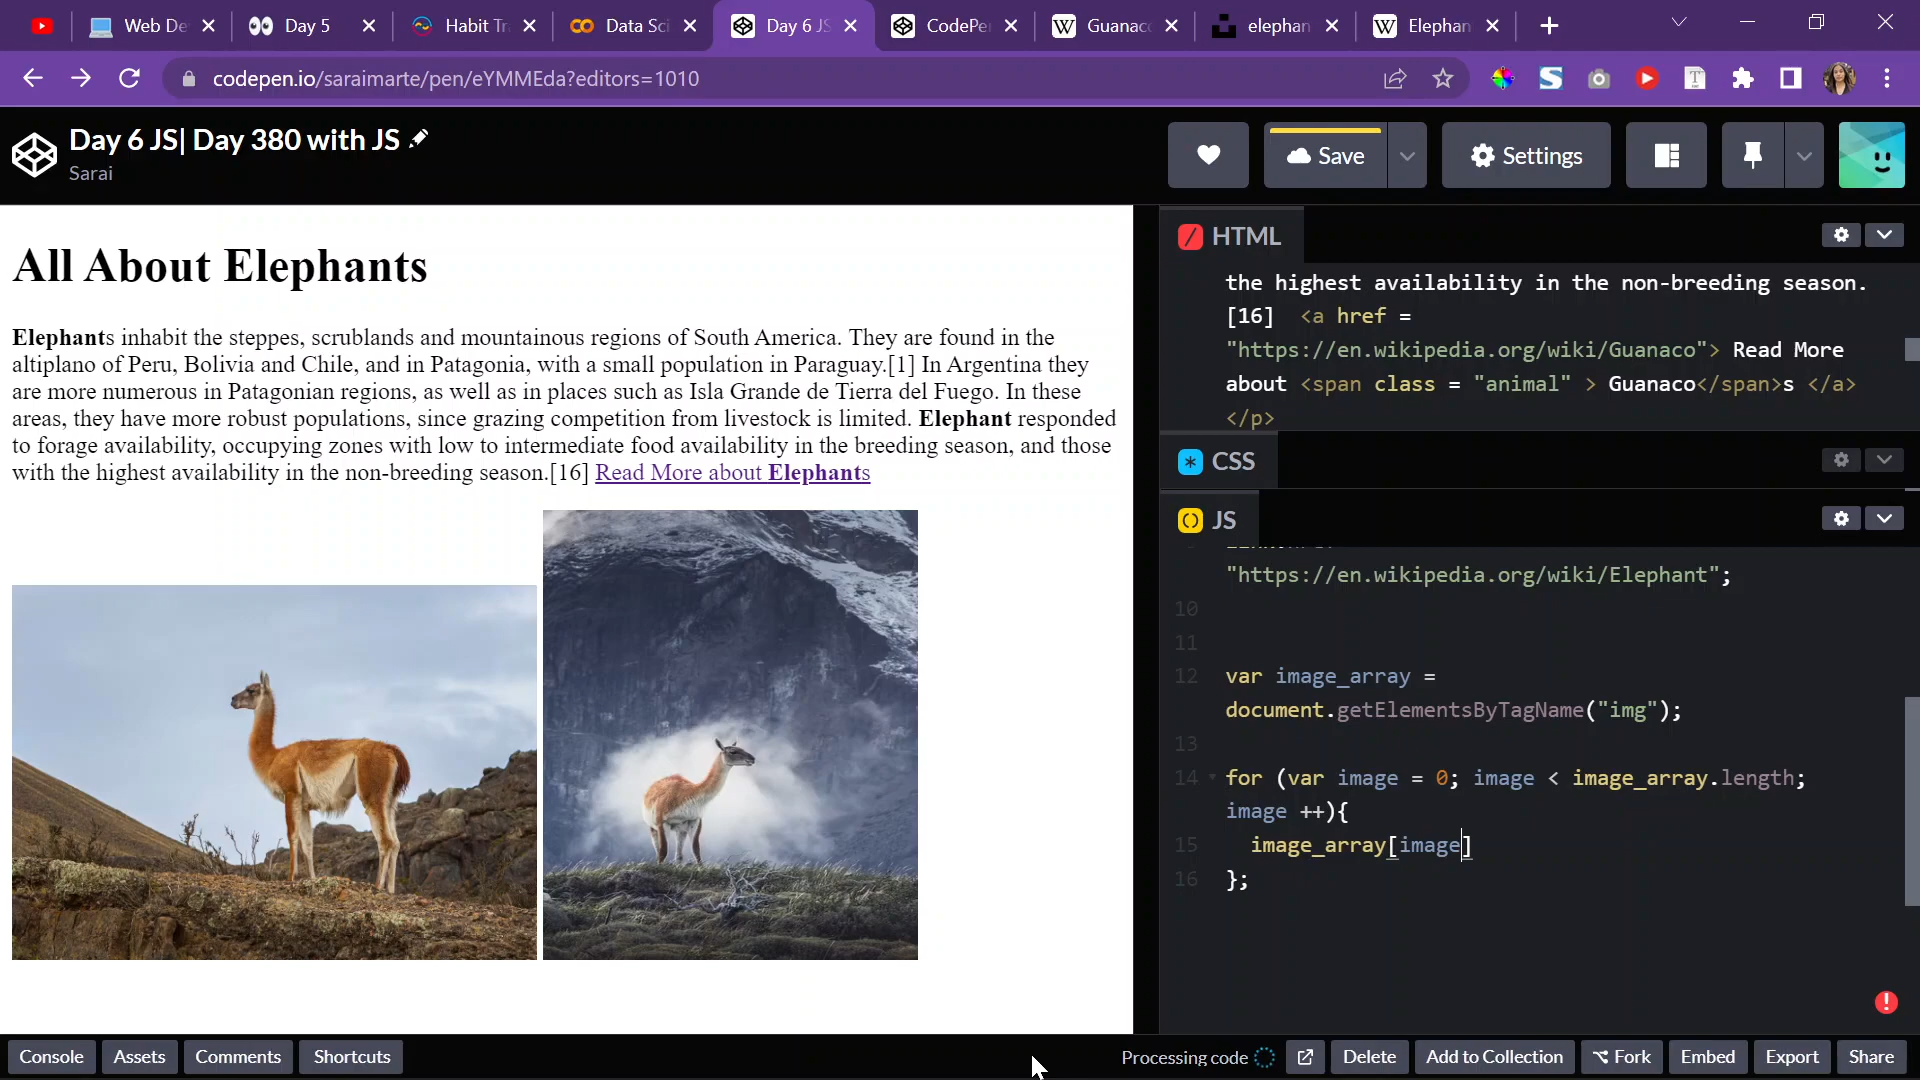 Web De
Day 5
Habit Tr
Data Sci
Day 6 JS
CodePe
Guanac
elephan
Elephan
codepen.io/saraimarte/pen/eYMMEda?editors=1010
Day 6 JS| Day 380 with JS
Sarai
Save
Settings
All About Elephants
Elephants inhabit the steppes, scrublands and mountainous regions of South America. They are found in the
altiplano of Peru, Bolivia and Chile, and in Patagonia, with a small population in Paraguay.[1] In Argentina they
are more numerous in Patagonian regions, as well as in places such as Isla Grande de Tierra del Fuego. In these
areas, they have more robust populations, since grazing competition from livestock is limited. Elephant responded
to forage availability, occupying zones with low to intermediate food availability in the breeding season, and those
with the highest availability in the non-breeding season.[16] Read More about Elephants
HTML
the highest availability in the non-breeding season.
[16] <a href =
"https://en.wikipedia.org/wiki/Guanaco"> Read More
about <span class = "animal" > Guanaco</span>s </a>
</p>
CSS
JS
"https://en.wikipedia.org/wiki/Elephant";
10
11
12 var image_array =
document.getElementsByTagName("img");
13
14 for (var image = 0; image < image_array.length;
image ++){
15 image_array[image]
16 };
Console
Assets
Comments
Shortcuts
Processing code
Delete
Add to Collection
Fork
Embed
Export
Share